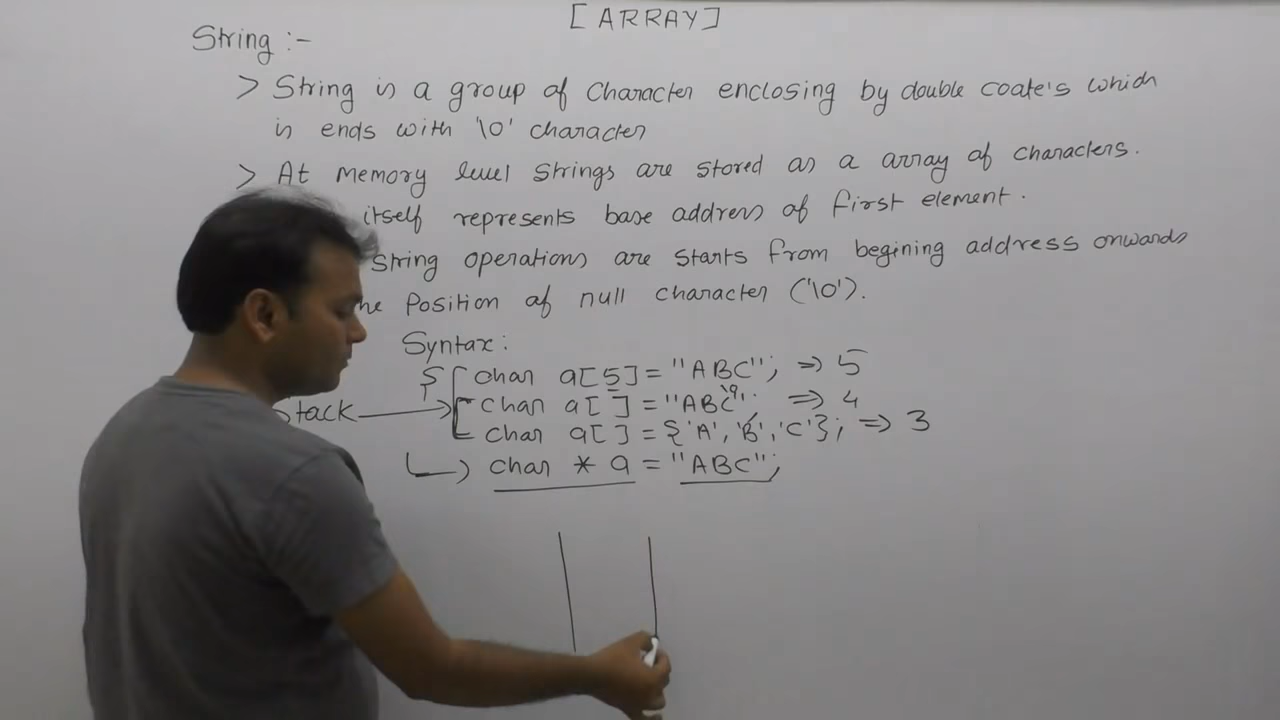 [ARRAY]
String :-
> String is a group of character enclosing by double coate's which
is ends with '\0' character
> At memory level strings are stored as a array of characters.
itself represents base address of first element.
string operations are starts from begining address onwards
the position of null character ('\0').
Syntax:
char a[5] = "ABC"; => 5
Stack char a[ ] = "ABC"; => 4
char a[ ] = {'A', 'B', 'C'}; => 3
char * a = "ABC";